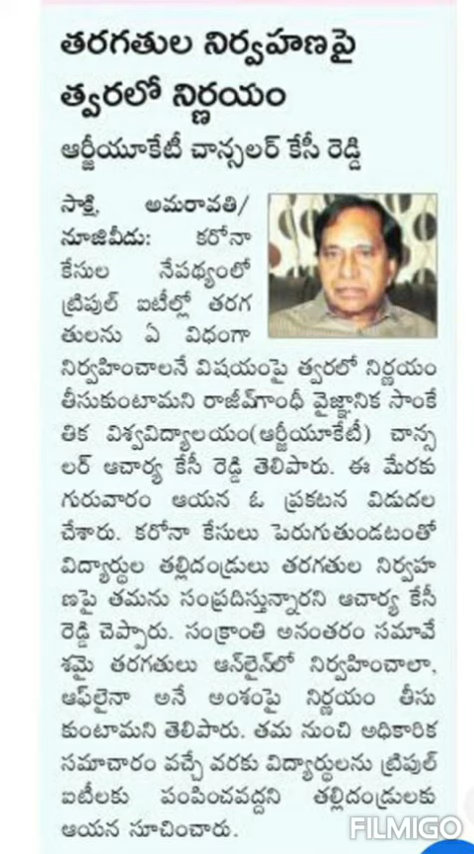 తరగతుల నిర్వహణపై
త్వరలో నిర్ణయం
ఆర్జీయూకేటీ చాన్సలర్ కేసీ రెడ్డి
సాక్షి, అమరావతి/
నూజివీడు: కరోనా
కేసుల నేపథ్యంలో
ట్రిపుల్ ఐటీల్లో తరగ
తులను ఏ విధంగా
నిర్వహించాలనే విషయంపై త్వరలో నిర్ణయం
తీసుకుంటామని రాజీవ్‌గాంధీ వైజ్ఞానిక సాంకే
తిక విశ్వవిద్యాలయం(ఆర్జీయూకేటీ) చాన్స
లర్ ఆచార్య కేసీ రెడ్డి తెలిపారు. ఈ మేరకు
గురువారం ఆయన ఓ ప్రకటన విడుదల
చేశారు. కరోనా కేసులు పెరుగుతుండటంతో
విద్యార్థుల తల్లిదండ్రులు తరగతుల నిర్వహ
ణపై తమను సంప్రదిస్తున్నారని ఆచార్య కేసీ
రెడ్డి చెప్పారు. సంక్రాంతి అనంతరం సమావే
శమై తరగతులు ఆన్‌లైన్‌లో నిర్వహించాలా,
ఆఫ్‌లైనా అనే అంశంపై నిర్ణయం తీసు
కుంటామని తెలిపారు. తమ నుంచి అధికారిక
సమాచారం వచ్చే వరకు విద్యార్థులను ట్రిపుల్
ఐటీలకు పంపించవద్దని తల్లిదండ్రులకు
ఆయన సూచించారు.
FILMIGO